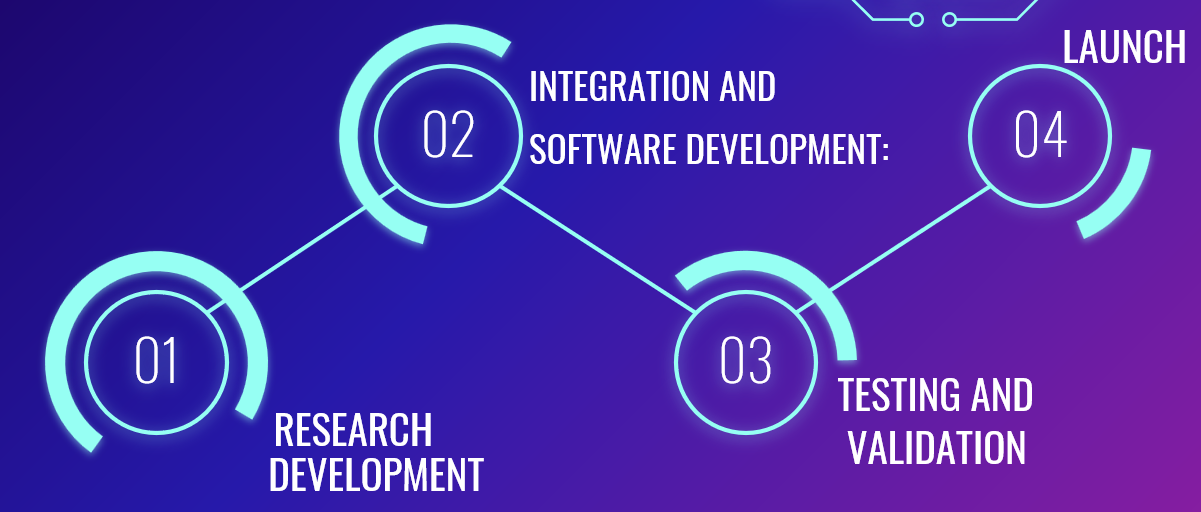 01
RESEARCH
DEVELOPMENT
02
INTEGRATION AND
SOFTWARE DEVELOPMENT:
03
TESTING AND
VALIDATION
04
LAUNCH